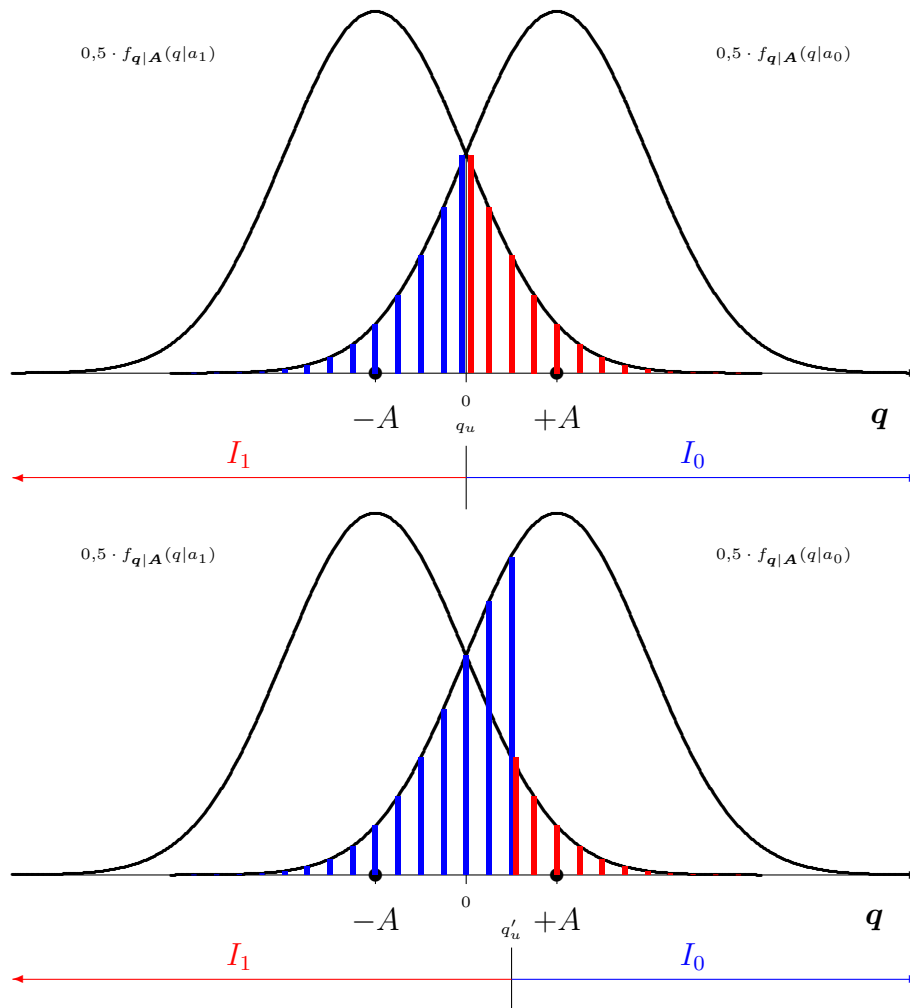 0,5 · f_{q|A}(q|a_1) 0,5 · f_{q|A}(q|a_0)
0
−A q_u +A q
I_1 I_0
0,5 · f_{q|A}(q|a_1) 0,5 · f_{q|A}(q|a_0)
0
−A q'_u +A q
I_1 I_0